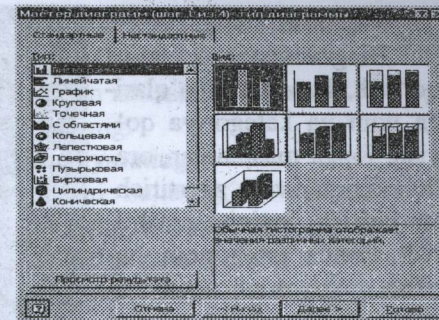 Мастер диаграмм (шаг 1 из 4): тип диаграммы
Стандартные Нестандартные
Тип:
Гистограмма
Линейчатая
График
Круговая
Точечная
С областями
Кольцевая
Лепестковая
Поверхность
Пузырьковая
Биржевая
Цилиндрическая
Коническая
Вид:
Обычная гистограмма отображает
значения различных категорий.
Просмотр результата
Отмена < Назад Далее > Готово